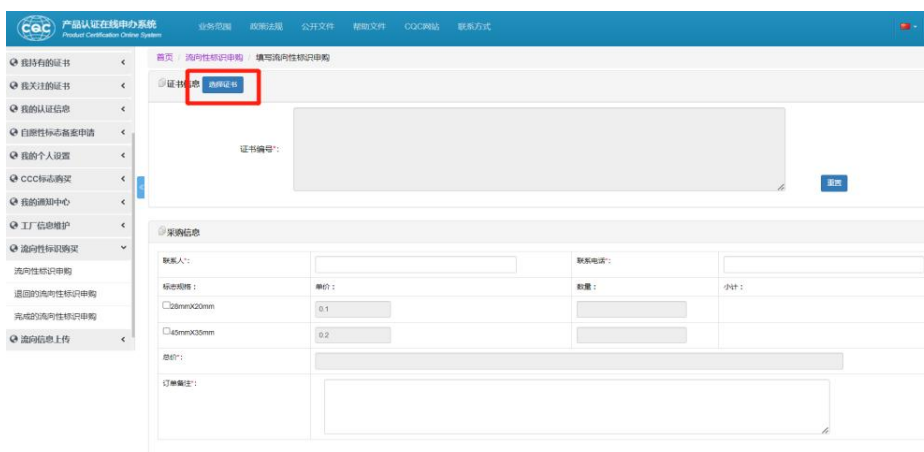 CQC 产品认证在线申办系统 业务范围 政策法规 公开文件 帮助文件 CQC网站 联系方式
Product Certification Online System
我持有的证书
我关注的证书
我的认证信息
自愿性标志备案申请
我的个人设置
CCC标志购买
我的通知中心
工厂信息维护
流向性标识购买
流向性标识申购
退回的流向性标识申购
完成的流向性标识申购
流向信息上传
首页 / 流向性标识申购 / 填写流向性标识申购
证书信息 选择证书
证书编号*:
重置
采购信息
联系人*: 联系电话*:
标志规格: 单价: 数量: 小计:
28mmX20mm 0.1
45mmX35mm 0.2
总价*:
订单备注*: